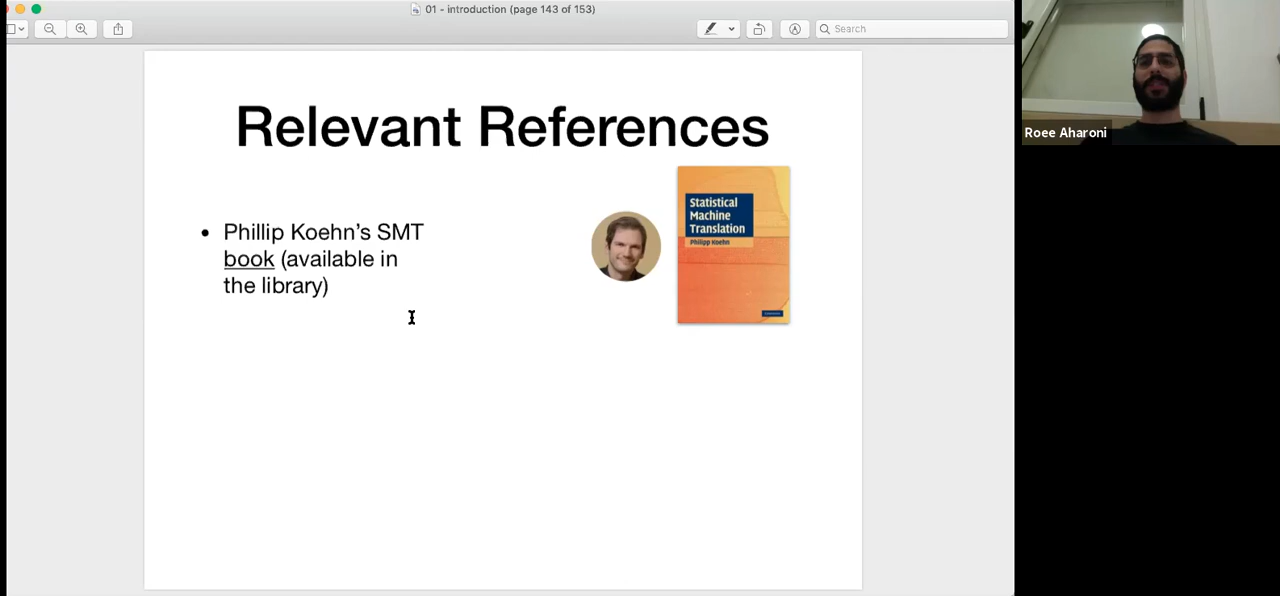 01 - introduction (page 143 of 153)
Search
Relevant References
• Phillip Koehn's SMT
book (available in
the library)
Statistical
Machine
Translation
Philipp Koehn
Roee Aharoni